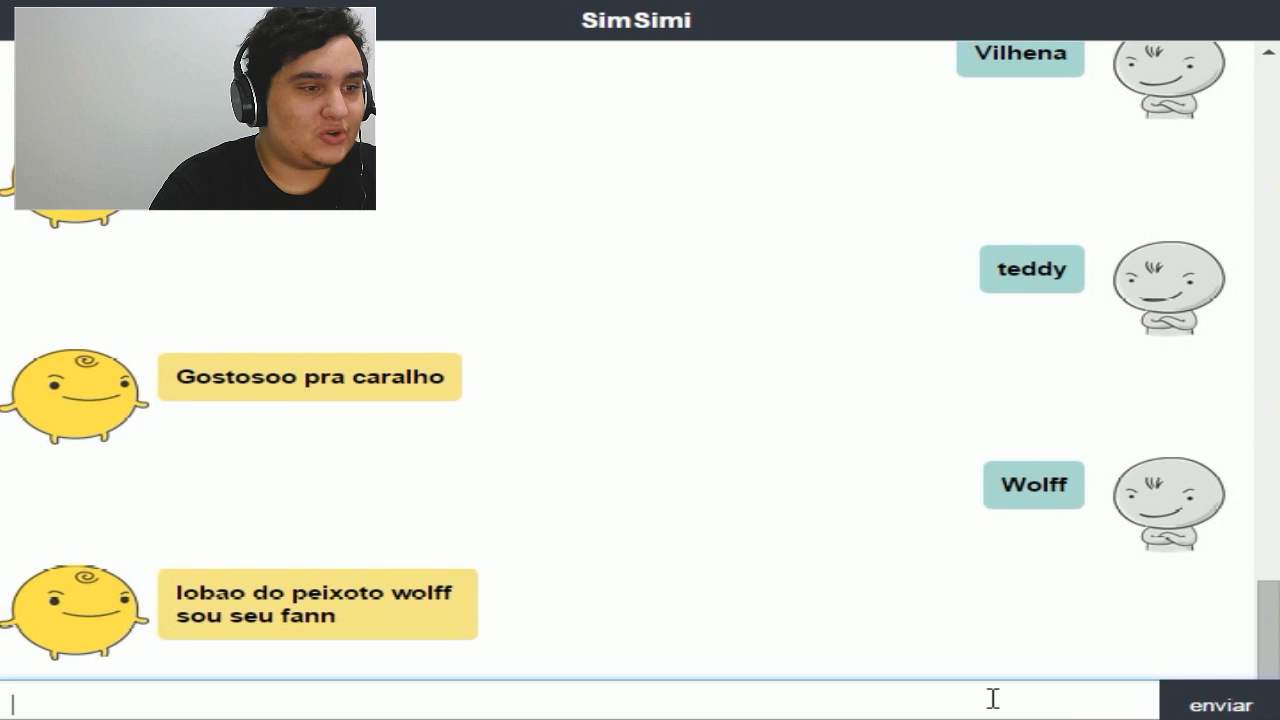 SimSimi
Vilhena
teddy
Gostosoo pra caralho
Wolff
lobao do peixoto wolff
sou seu fann
enviar